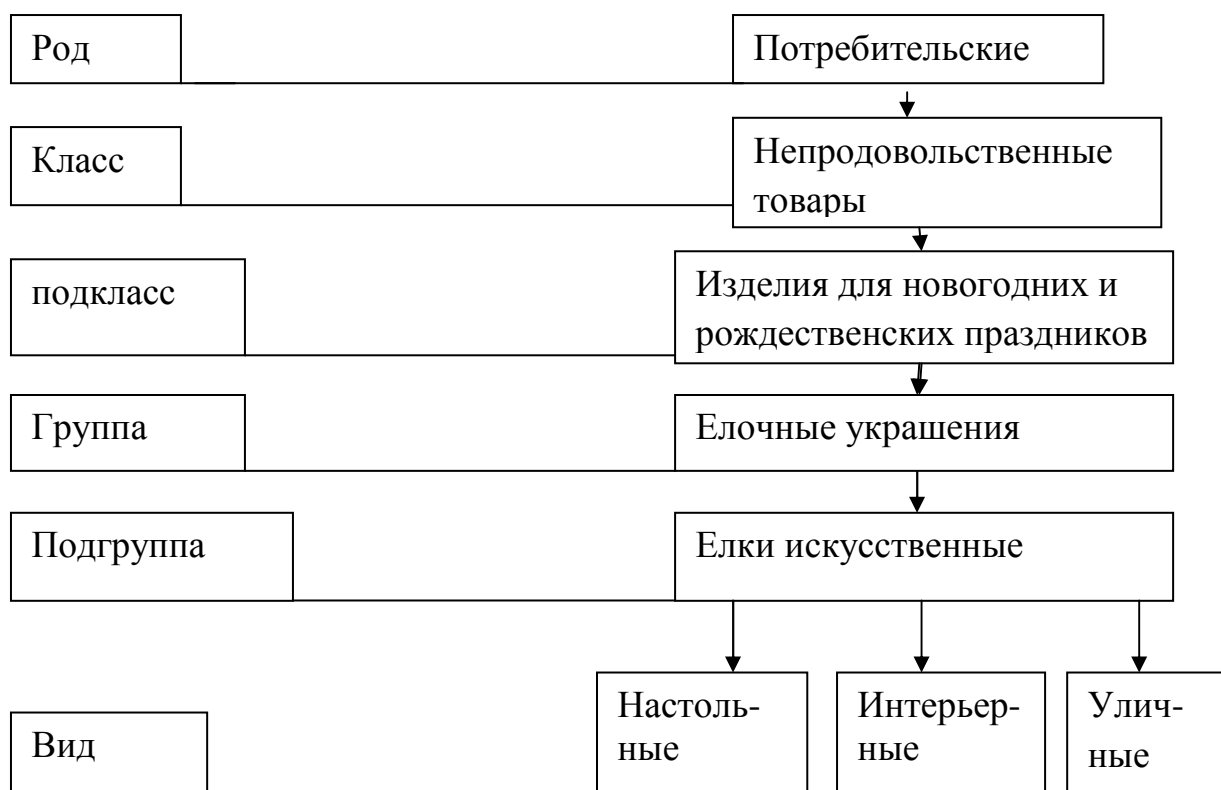 Род
Потребительские
Класс
Непродовольственные
товары
подкласс
Изделия для новогодних и
рождественских праздников
Группа
Елочные украшения
Подгруппа
Елки искусственные
Вид
Настоль-
ные
Интерьер-
ные
Улич-
ные